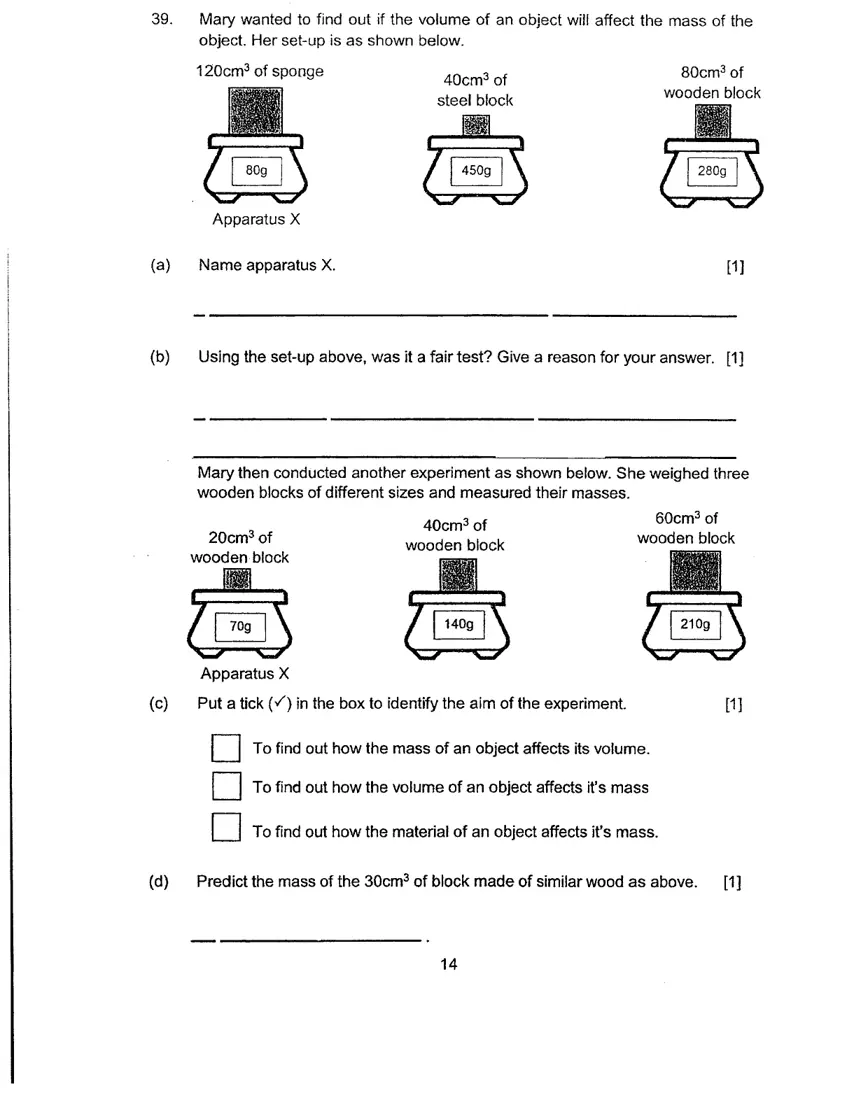 39. Mary wanted to find out if the volume of an object will affect the mass of the
object. Her set-up is as shown below.
120cm³ of sponge
40cm³ of
steel block
80cm³ of
wooden block
80g
450g
280g
Apparatus X
(a) Name apparatus X. [1]
(b) Using the set-up above, was it a fair test? Give a reason for your answer. [1]
Mary then conducted another experiment as shown below. She weighed three
wooden blocks of different sizes and measured their masses.
20cm³ of
wooden block
40cm³ of
wooden block
60cm³ of
wooden block
70g
140g
210g
Apparatus X
(c) Put a tick (✓) in the box to identify the aim of the experiment. [1]
To find out how the mass of an object affects its volume.
To find out how the volume of an object affects it's mass
To find out how the material of an object affects it's mass.
(d) Predict the mass of the 30cm³ of block made of similar wood as above. [1]
14